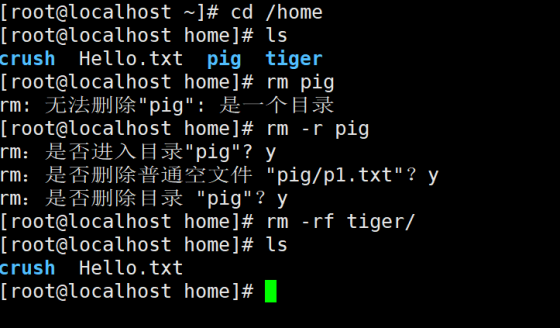 [root@localhost ~]# cd /home
[root@localhost home]# ls
crush  Hello.txt  pig  tiger
[root@localhost home]# rm pig
rm: 无法删除"pig": 是一个目录
[root@localhost home]# rm -r pig
rm：是否进入目录"pig"? y
rm：是否删除普通空文件 "pig/p1.txt"？y
rm：是否删除目录 "pig"？y
[root@localhost home]# rm -rf tiger/
[root@localhost home]# ls
crush  Hello.txt
[root@localhost home]#